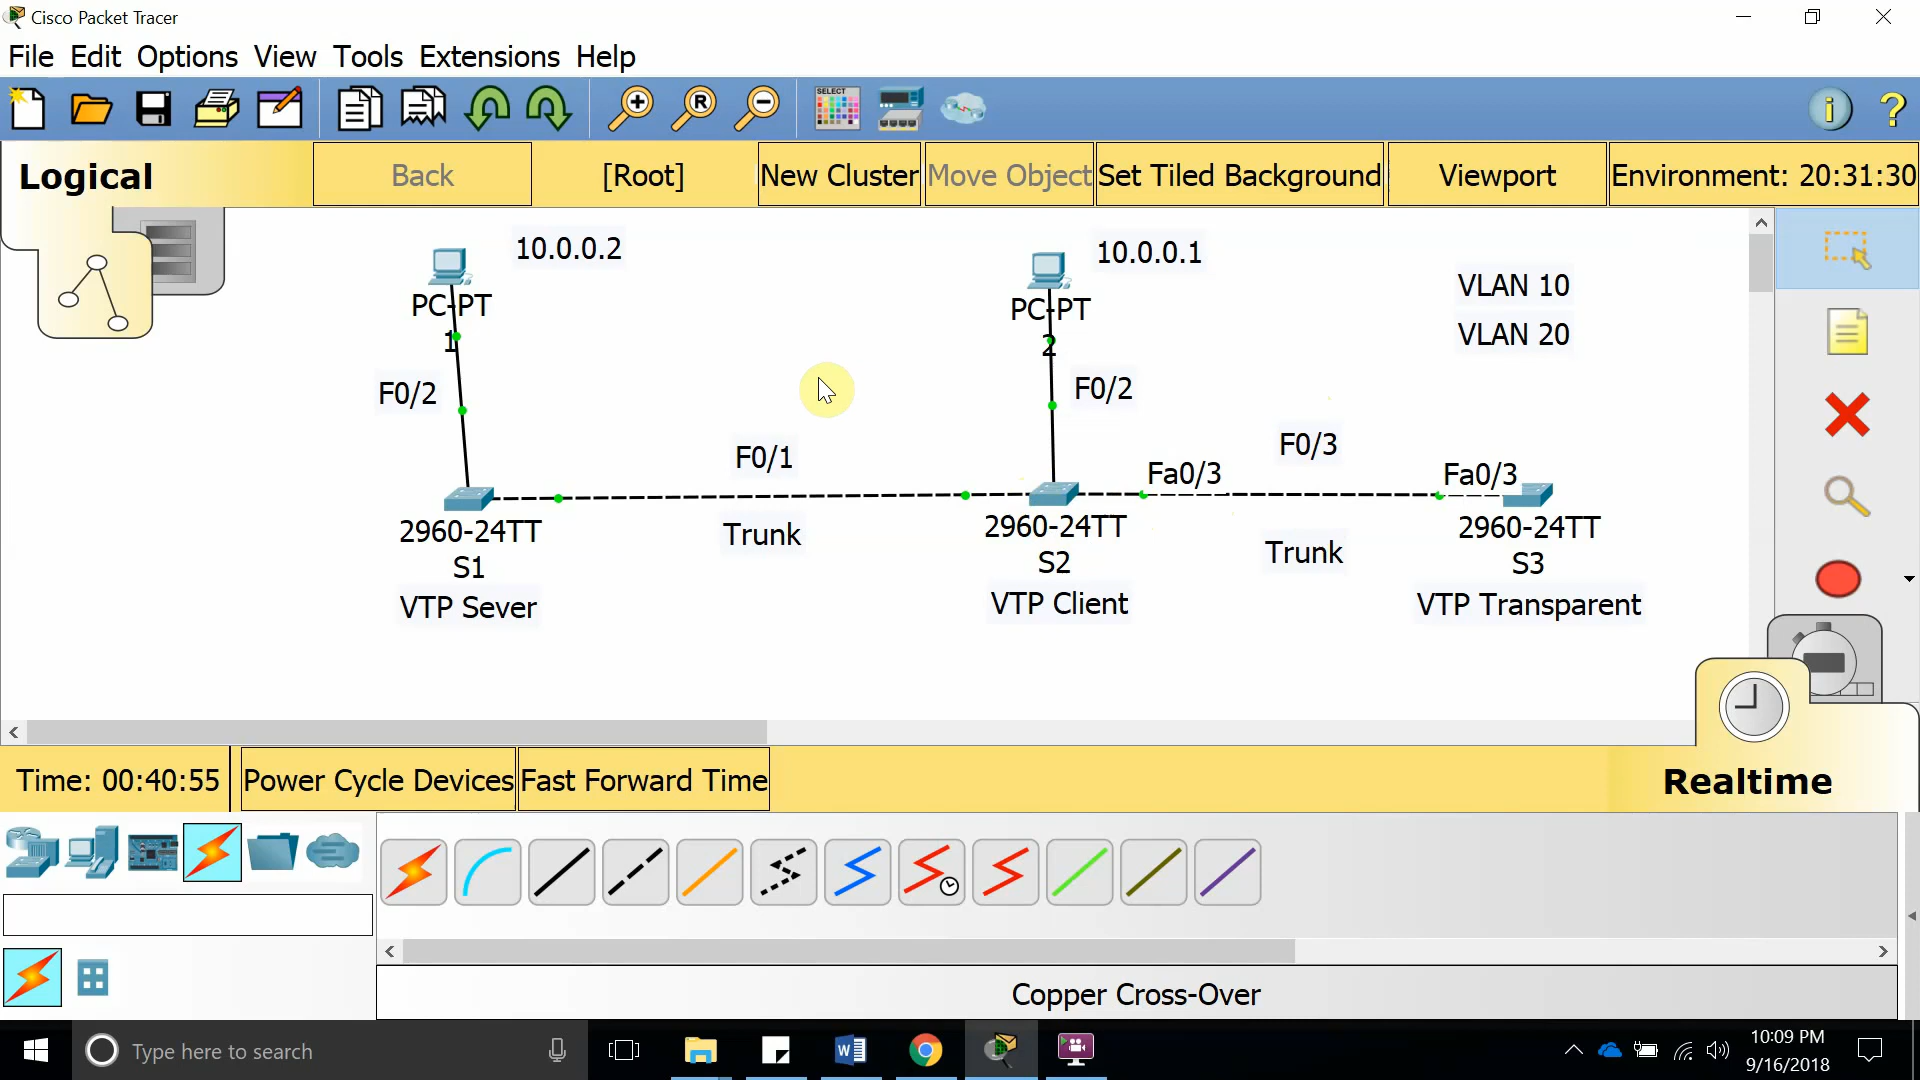 Cisco Packet Tracer
File Edit Options View Tools Extensions Help
SELECT
Logical
Back
[Root]
New Cluster
Move Object
Set Tiled Background
Viewport
Environment: 20:31:30
10.0.0.2
10.0.0.1
PC-PT
1
PC-PT
2
VLAN 10
VLAN 20
F0/2
F0/2
F0/1
F0/3
Fa0/3
Fa0/3
Trunk
Trunk
2960-24TT
S1
VTP Sever
2960-24TT
S2
VTP Client
2960-24TT
S3
VTP Transparent
Time: 00:40:55
Power Cycle Devices
Fast Forward Time
Realtime
Copper Cross-Over
Type here to search
10:09 PM
9/16/2018